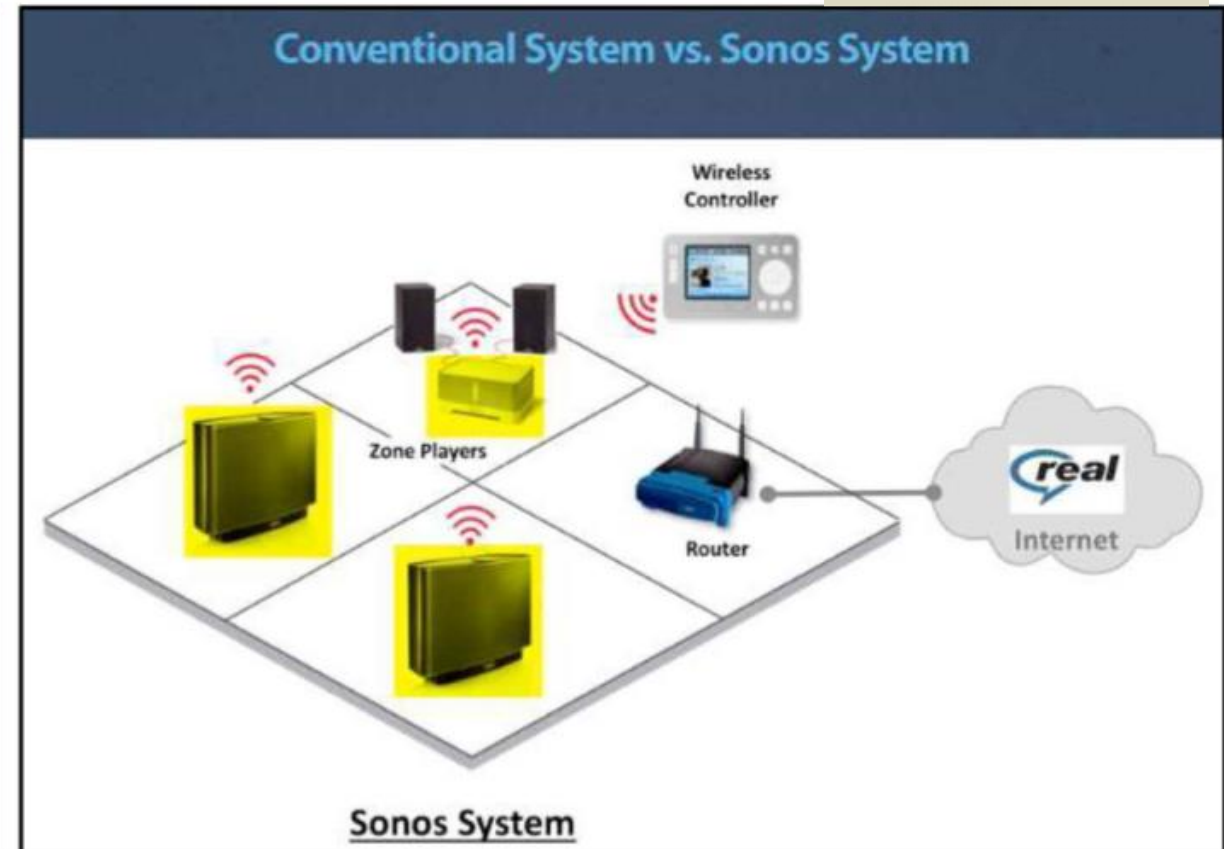 Conventional System vs. Sonos System
Wireless
Controller
Zone Players
Router
real
Internet
Sonos System